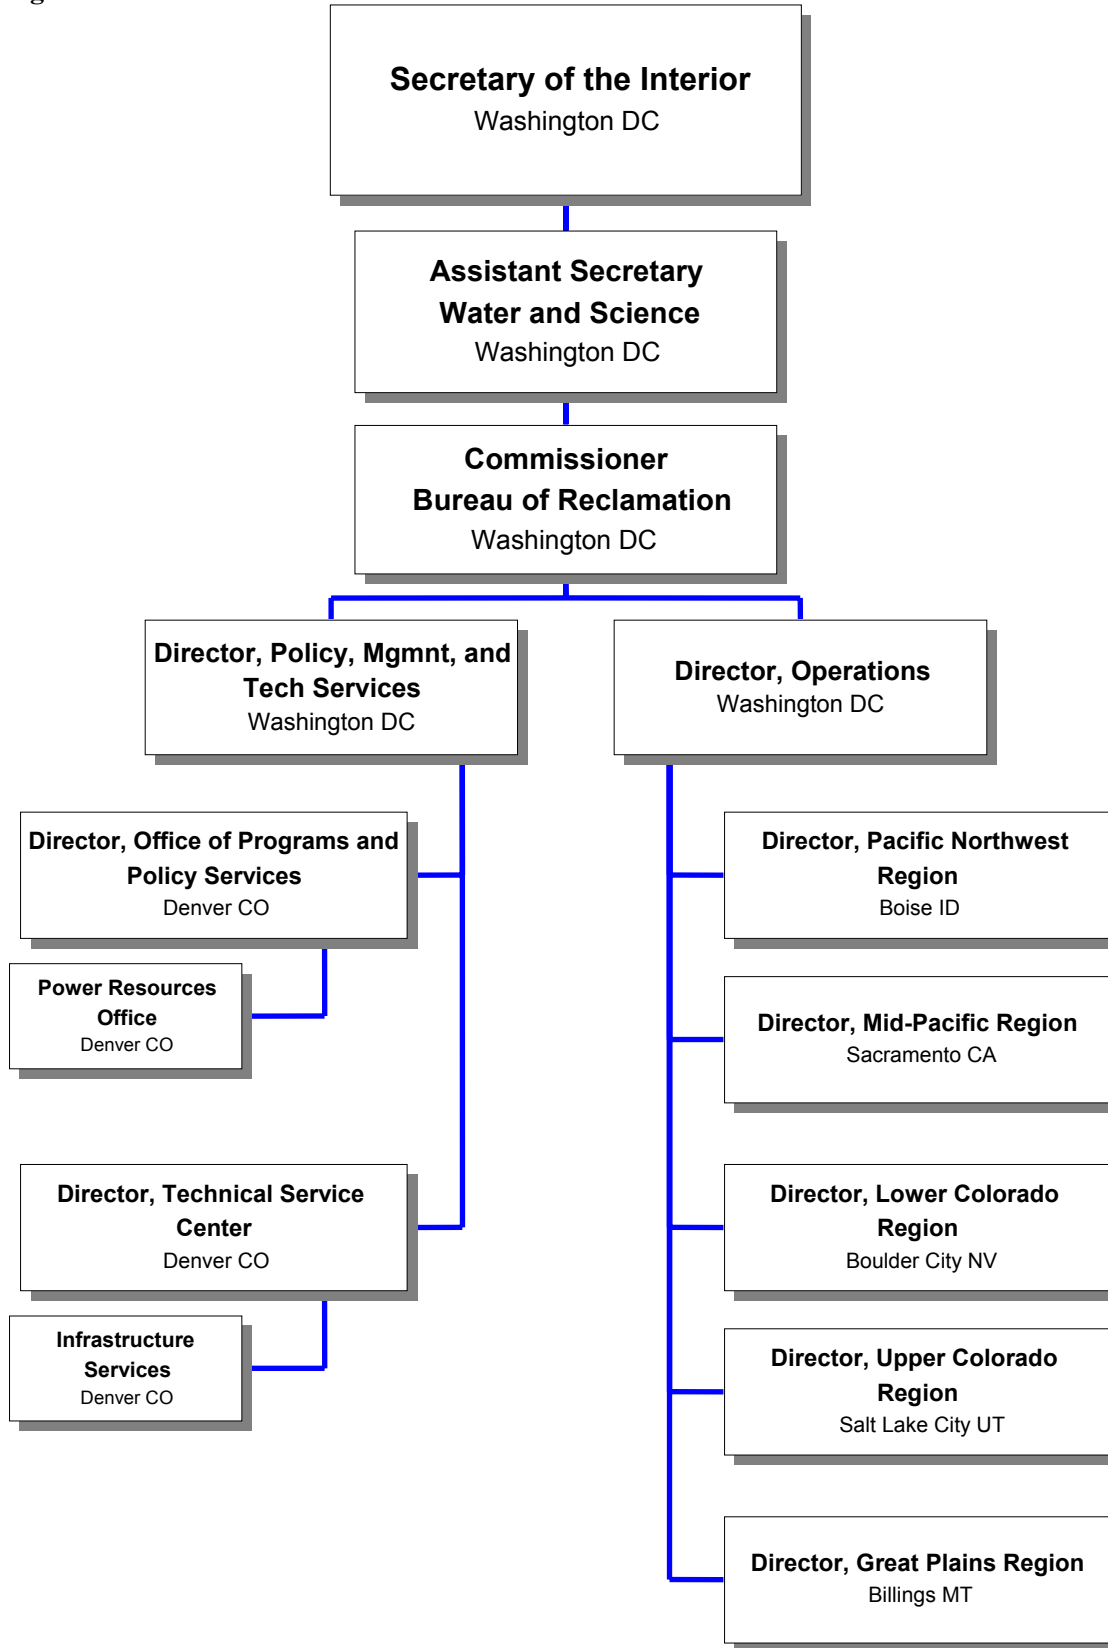 Secretary of the Interior
Washington DC
Assistant Secretary
Water and Science
Washington DC
Commissioner
Bureau of Reclamation
Washington DC
Director, Policy, Mgmnt, and
Tech Services
Washington DC
Director, Operations
Washington DC
Director, Office of Programs and
Policy Services
Denver CO
Power Resources
Office
Denver CO
Director, Technical Service
Center
Denver CO
Infrastructure
Services
Denver CO
Director, Pacific Northwest
Region
Boise ID
Director, Mid-Pacific Region
Sacramento CA
Director, Lower Colorado
Region
Boulder City NV
Director, Upper Colorado
Region
Salt Lake City UT
Director, Great Plains Region
Billings MT